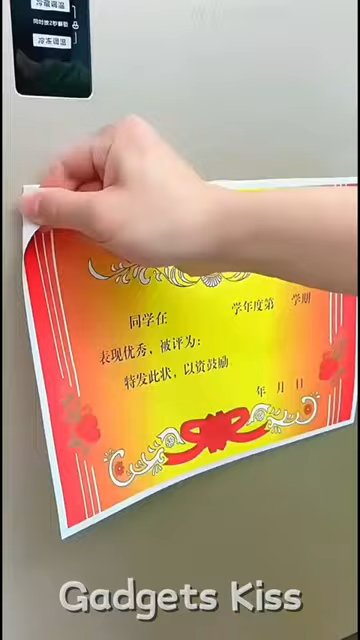 冷藏调温
同时按2秒解锁
冷冻调温
同学在 学年度第 学期
表现优秀，被评为：
特发此状，以资鼓励
年 月 日
Gadgets Kiss